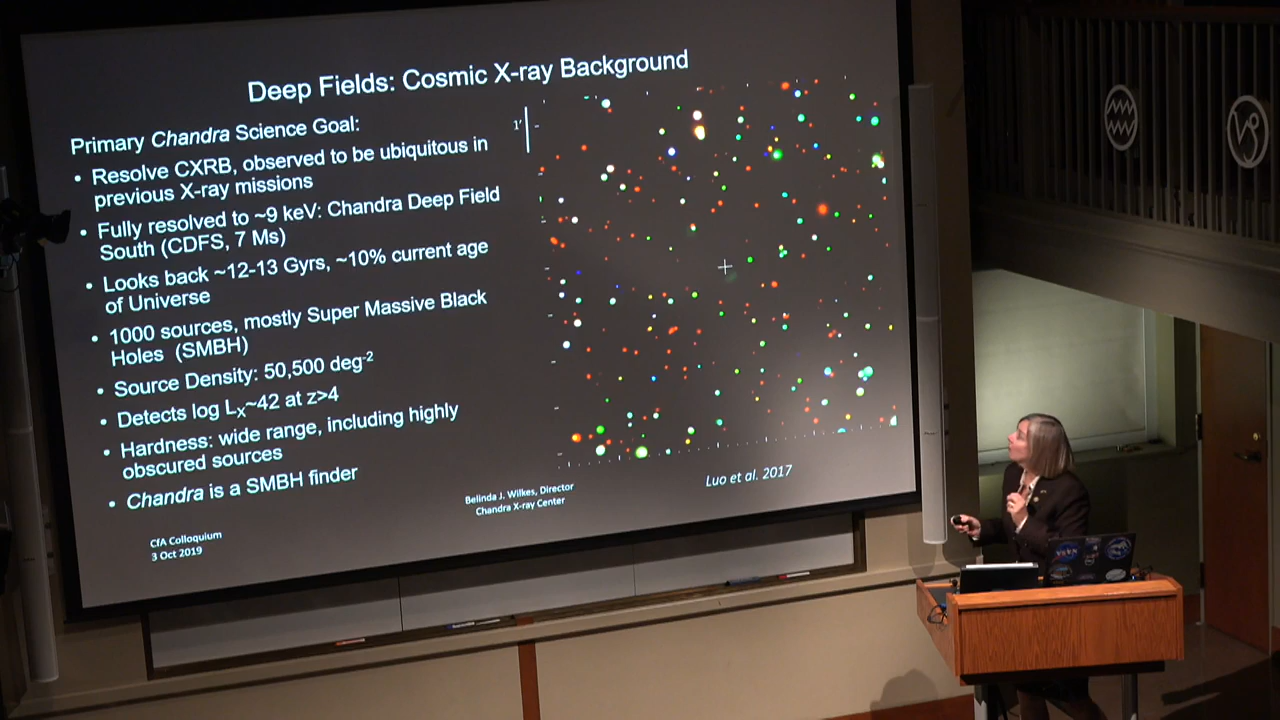 Deep Fields: Cosmic X-ray Background
Primary Chandra Science Goal:
• Resolve CXRB, observed to be ubiquitous in
previous X-ray missions
• Fully resolved to ~9 keV: Chandra Deep Field
South (CDFS, 7 Ms)
• Looks back ~12-13 Gyrs, ~10% current age
of Universe
• 1000 sources, mostly Super Massive Black
Holes (SMBH)
• Source Density: 50,500 deg-2
• Detects log Lx~42 at z>4
• Hardness: wide range, including highly
obscured sources
• Chandra is a SMBH finder
1'
Luo et al. 2017
Belinda J. Wilkes, Director
Chandra X-ray Center
CfA Colloquium
3 Oct 2019
NASA